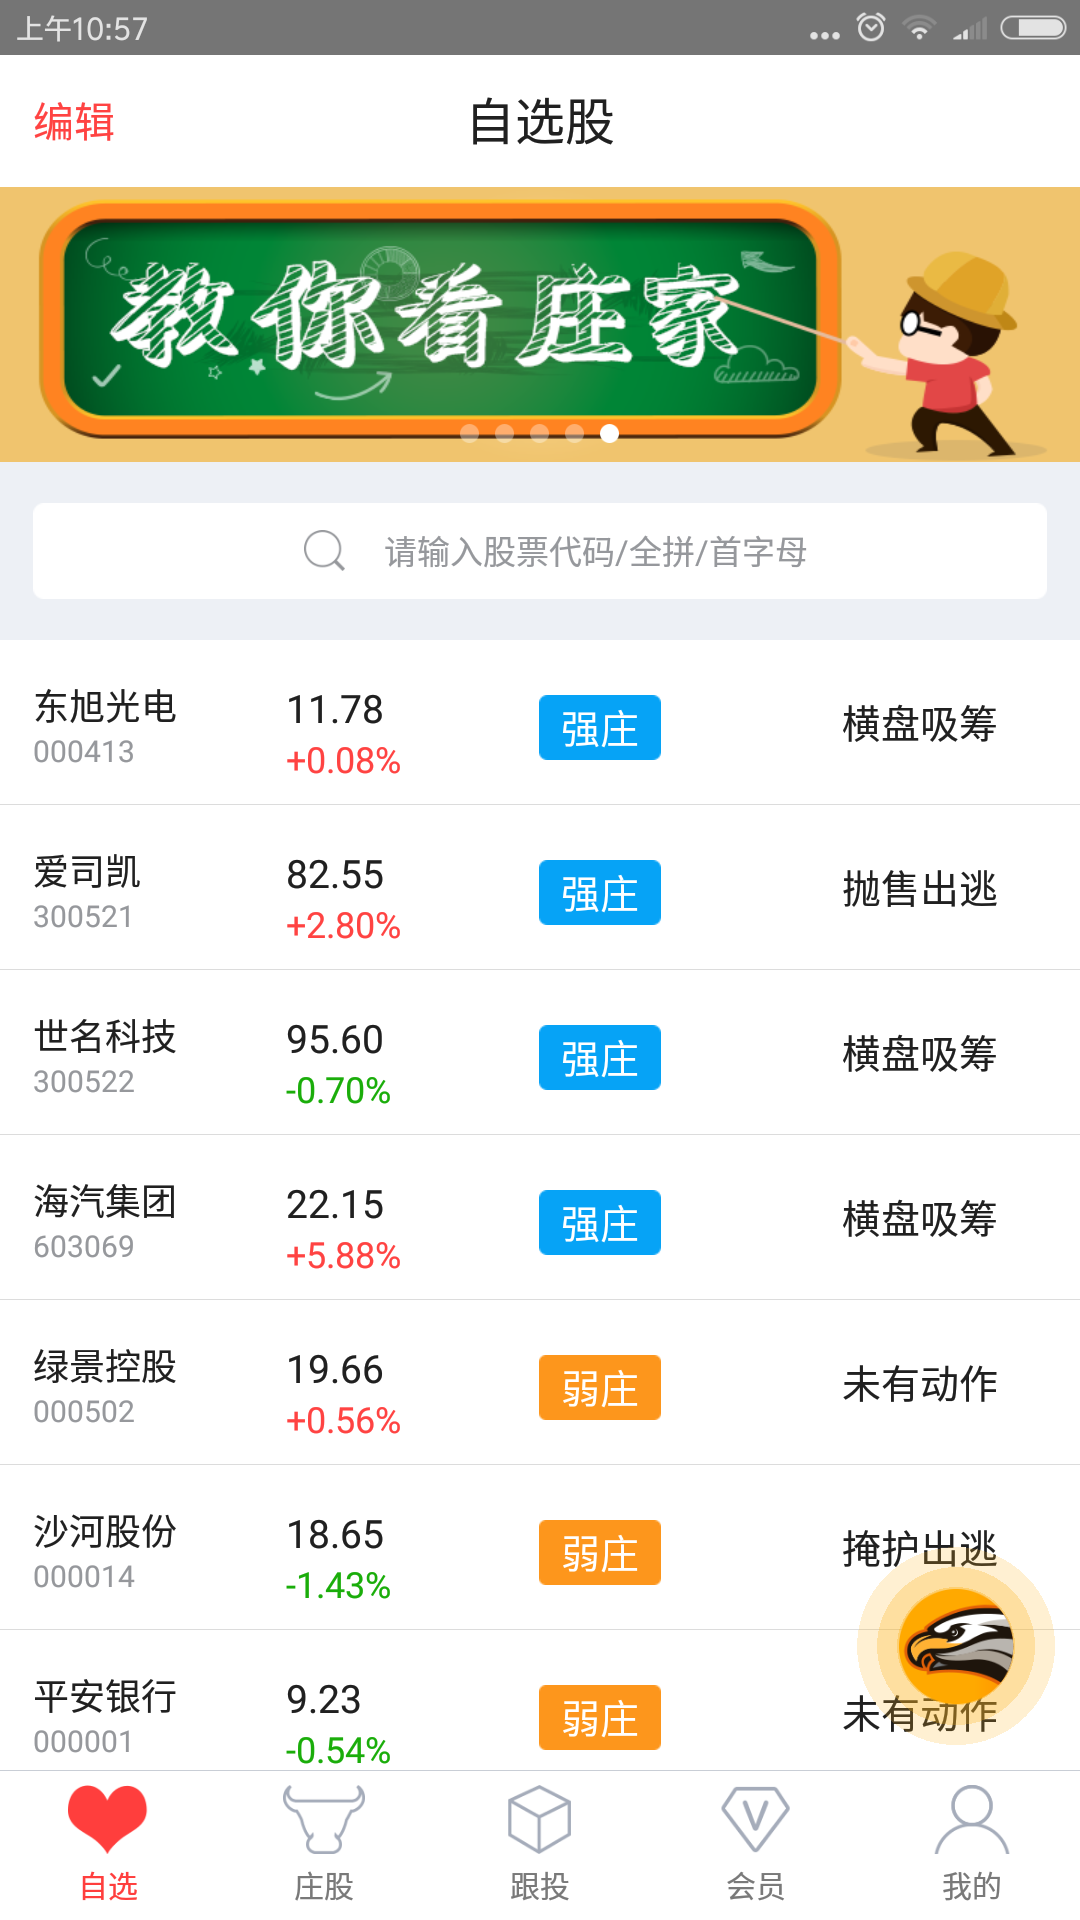 上午10:57
编辑
自选股
教你看庄家
请输入股票代码/全拼/首字母
东旭光电 11.78 强庄 横盘吸筹
000413 +0.08%
爱司凯 82.55 强庄 抛售出逃
300521 +2.80%
世名科技 95.60 强庄 横盘吸筹
300522 -0.70%
海汽集团 22.15 强庄 横盘吸筹
603069 +5.88%
绿景控股 19.66 弱庄 未有动作
000502 +0.56%
沙河股份 18.65 弱庄 掩护出逃
000014 -1.43%
平安银行 9.23 弱庄 未有动作
000001 -0.54%
自选 庄股 跟投 会员 我的